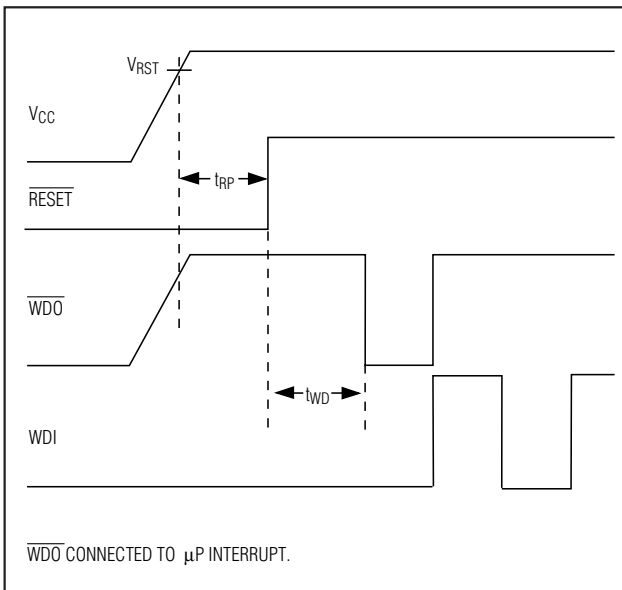 VRST
VCC
tRP
RESET
WDO
tWD
WDI
WDO CONNECTED TO μP INTERRUPT.